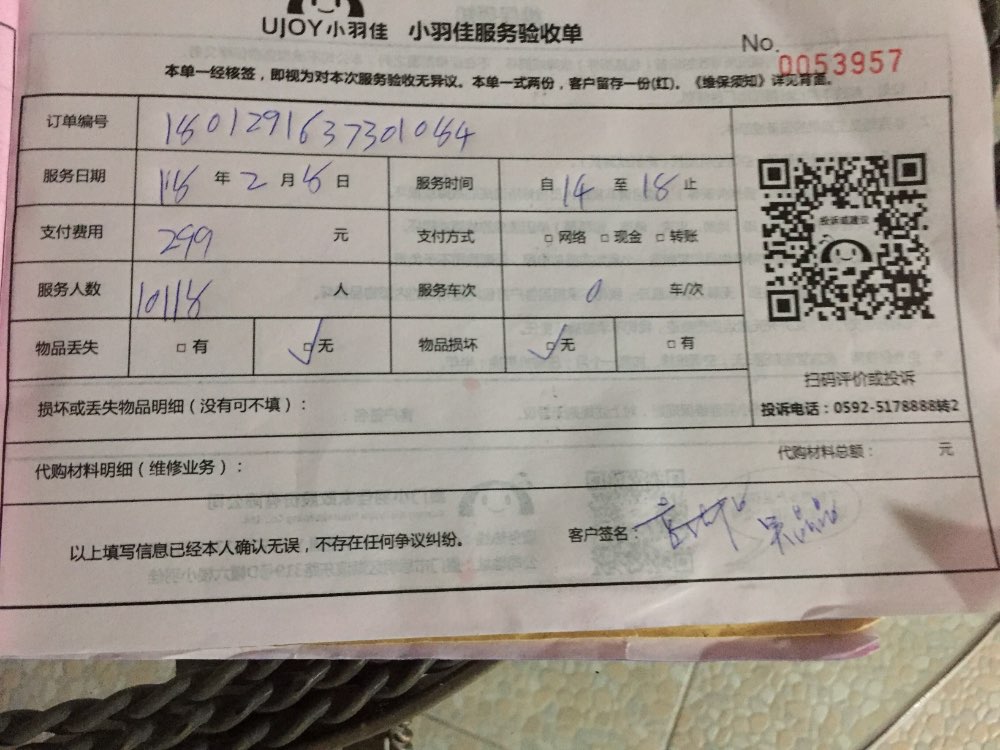 UJOY小羽佳 小羽佳服务验收单
No. 0053957
本单一经核签，即视为对本次服务验收无异议。本单一式两份，客户留存一份(红)。《维保须知》详见背面。
订单编号 1801291637301084
服务日期 18 年 2 月 8 日 服务时间 自 14 至 18 止
支付费用 299 元 支付方式 □ 网络 □ 现金 □ 转账
服务人数 10118 人 服务车次 0 车/次
物品丢失 □ 有 □ 无 物品损坏 □ 无 □ 有
投诉或建议
扫码评价或投诉
投诉电话：0592-5178888转2
损坏或丢失物品明细（没有可不填）：
代购材料明细（维修业务）： 代购材料总额： 元
以上填写信息已经本人确认无误，不存在任何争议纠纷。 客户签名：